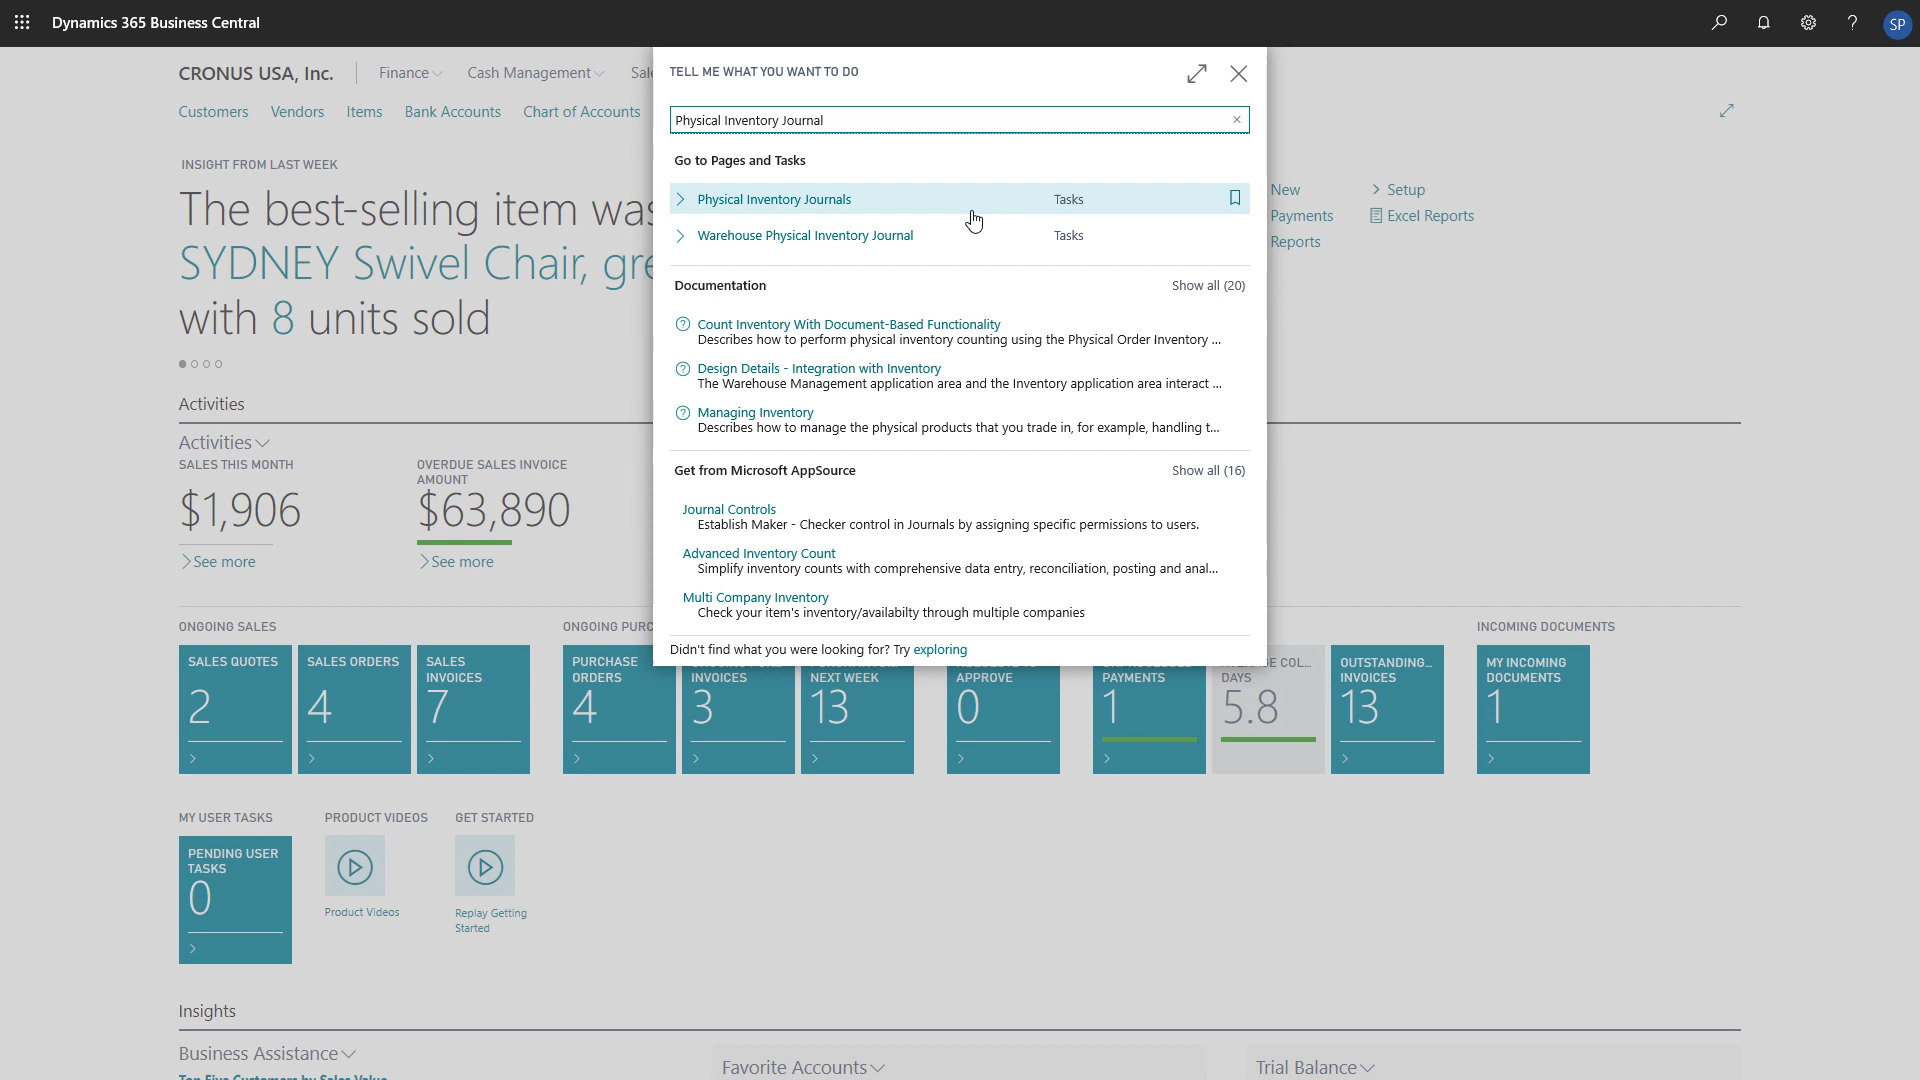 Dynamics 365 Business Central
SP
CRONUS USA, Inc.
Finance
Cash Management
Customers
Vendors
Items
Bank Accounts
Chart of Accounts
INSIGHT FROM LAST WEEK
The best-selling item was
SYDNEY Swivel Chair,
with 8 units sold
TELL ME WHAT YOU WANT TO DO
Physical Inventory Journal
Go to Pages and Tasks
Physical Inventory Journals
Tasks
Warehouse Physical Inventory Journal
Tasks
Documentation
Show all (20)
Count Inventory With Document-Based Functionality
Describes how to perform physical inventory counting using the Physical Order Inventory ...
Design Details - Integration with Inventory
The Warehouse Management application area and the Inventory application area interact ...
Managing Inventory
Describes how to manage the physical products that you trade in, for example, handling t...
Get from Microsoft AppSource
Show all (16)
Journal Controls
Establish Maker - Checker control in Journals by assigning specific permissions to users.
Advanced Inventory Count
Simplify inventory counts with comprehensive data entry, reconciliation, posting and anal...
Multi Company Inventory
Check your item's inventory/availabilty through multiple companies
Didn't find what you were looking for? Try exploring
New
Payments
Reports
Setup
Excel Reports
Activities
Activities
SALES THIS MONTH
$1,906
See more
OVERDUE SALES INVOICE
AMOUNT
$63,890
See more
ONGOING SALES
SALES QUOTES
2
SALES ORDERS
4
SALES
INVOICES
7
ONGOING
PURCHASE
ORDERS
4
INVOICES
3
NEXT WEEK
13
APPROVE
0
PAYMENTS
1
COL...
DAYS
5.8
OUTSTANDING...
INVOICES
13
INCOMING DOCUMENTS
MY INCOMING
DOCUMENTS
1
MY USER TASKS
PENDING USER
TASKS
0
PRODUCT VIDEOS
Product Videos
GET STARTED
Replay Getting
Started
Insights
Business Assistance
Top Five Customers by Sales Value
Favorite Accounts
Trial Balance